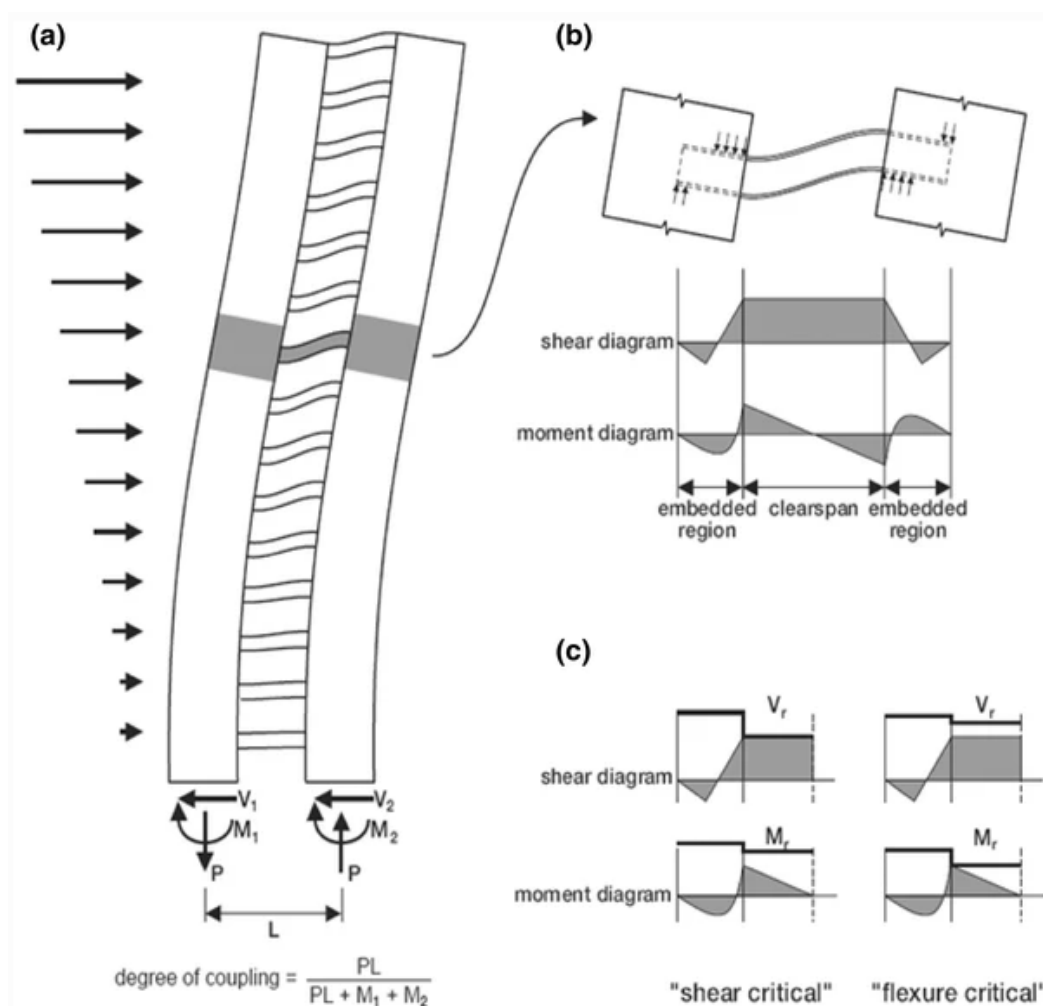 (a)
V1
M1
P
V2
M2
P
L
degree of coupling = PL / PL + M1 + M2
(b)
shear diagram
moment diagram
embedded region
clearspan
embedded region
(c)
Vr
Vr
shear diagram
Mr
Mr
moment diagram
"shear critical"
"flexure critical"